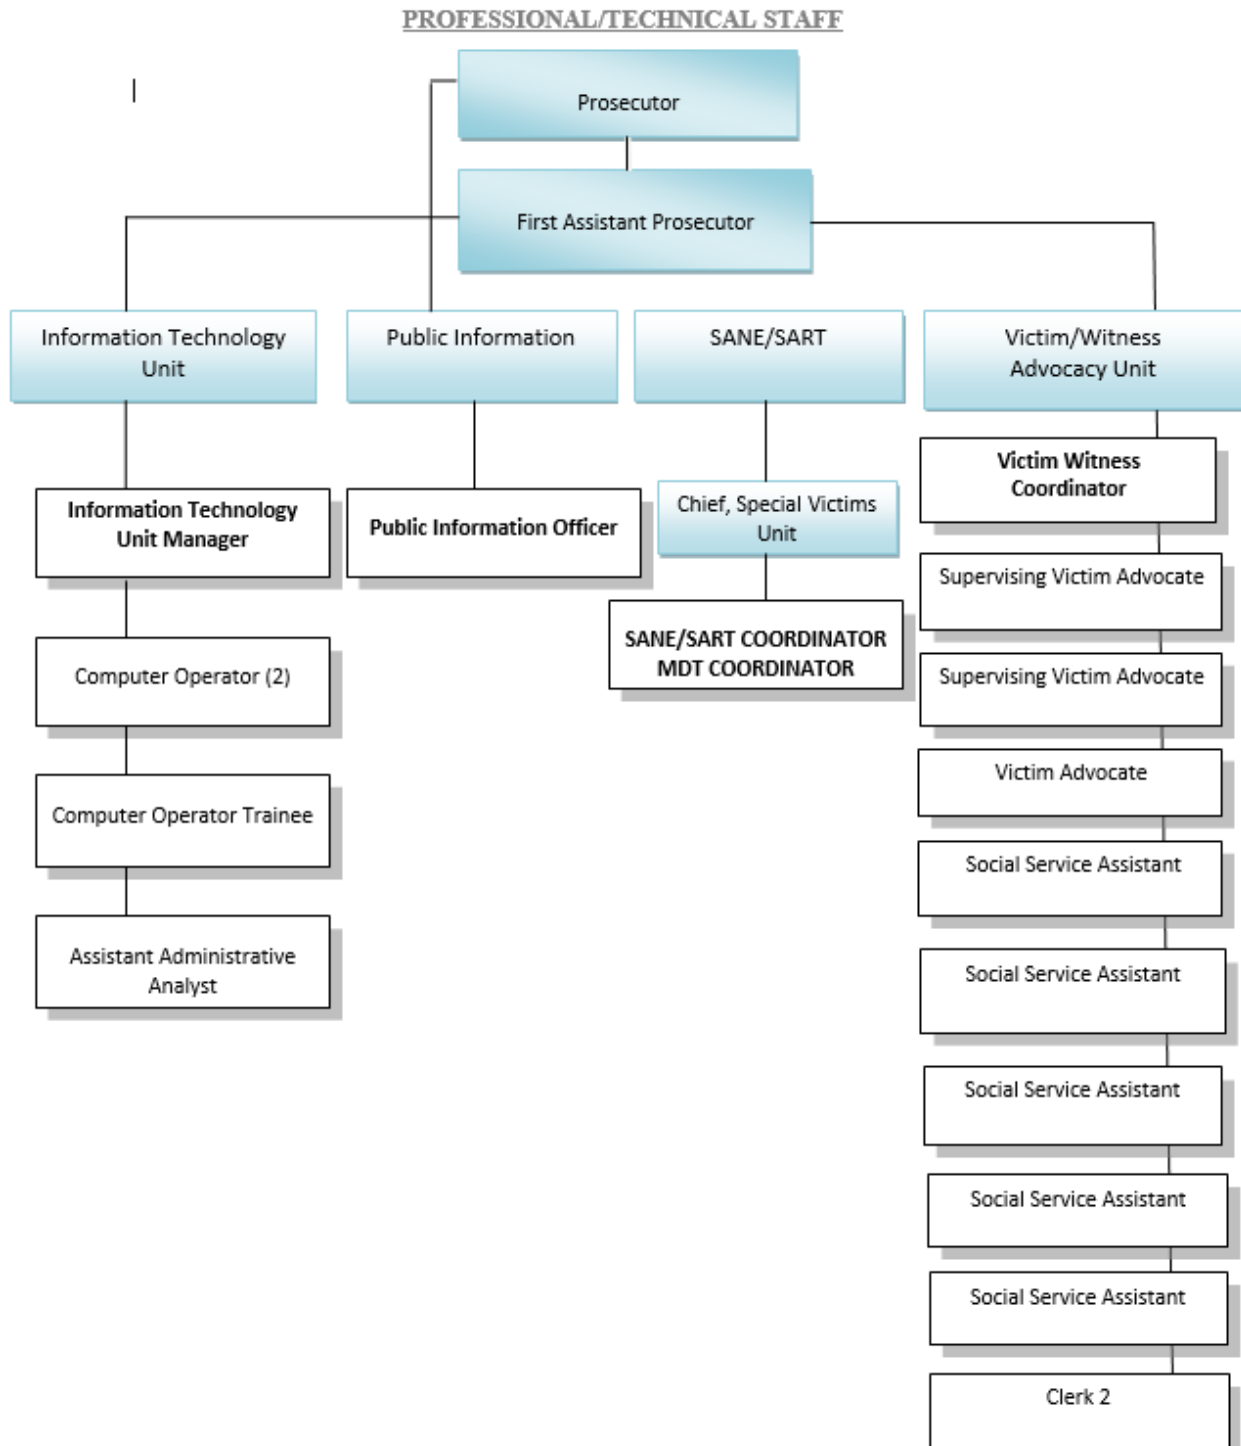 PROFESSIONAL/TECHNICAL STAFF
Prosecutor
First Assistant Prosecutor
Information Technology
Unit
Public Information
SANE/SART
Victim/Witness
Advocacy Unit
Information Technology
Unit Manager
Computer Operator (2)
Computer Operator Trainee
Assistant Administrative
Analyst
Public Information Officer
Chief, Special Victims
Unit
SANE/SART COORDINATOR
MDT COORDINATOR
Victim Witness
Coordinator
Supervising Victim Advocate
Supervising Victim Advocate
Victim Advocate
Social Service Assistant
Social Service Assistant
Social Service Assistant
Social Service Assistant
Social Service Assistant
Clerk 2